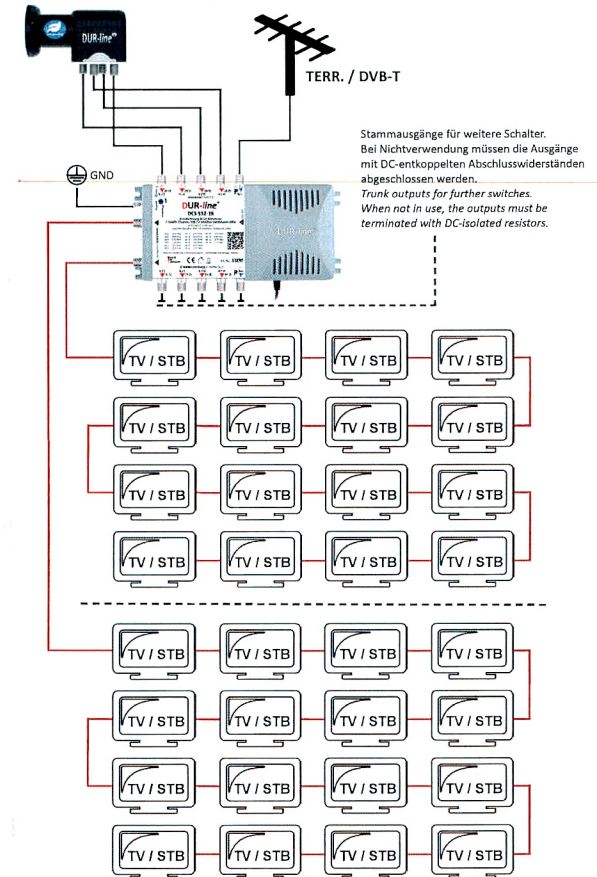 DUR-line
TERR. / DVB-T
Stammausgänge für weitere Schalter.
Bei Nichtverwendung müssen die Ausgänge
mit DC-entkoppelten Abschlusswiderständen
abgeschlossen werden.
Trunk outputs for further switches.
When not in use, the outputs must be
terminated with DC-isolated resistors.
GND
DUR-line
DCS 552-16
DUR-line
TV / STB TV / STB TV / STB TV / STB
TV / STB TV / STB TV / STB TV / STB
TV / STB TV / STB TV / STB TV / STB
TV / STB TV / STB TV / STB TV / STB
TV / STB TV / STB TV / STB TV / STB
TV / STB TV / STB TV / STB TV / STB
TV / STB TV / STB TV / STB TV / STB
TV / STB TV / STB TV / STB TV / STB